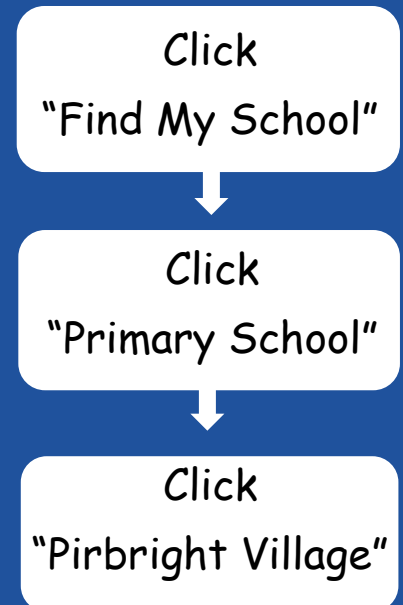 Click
“Find My School”
Click
“Primary School”
Click
“Pirbright Village”